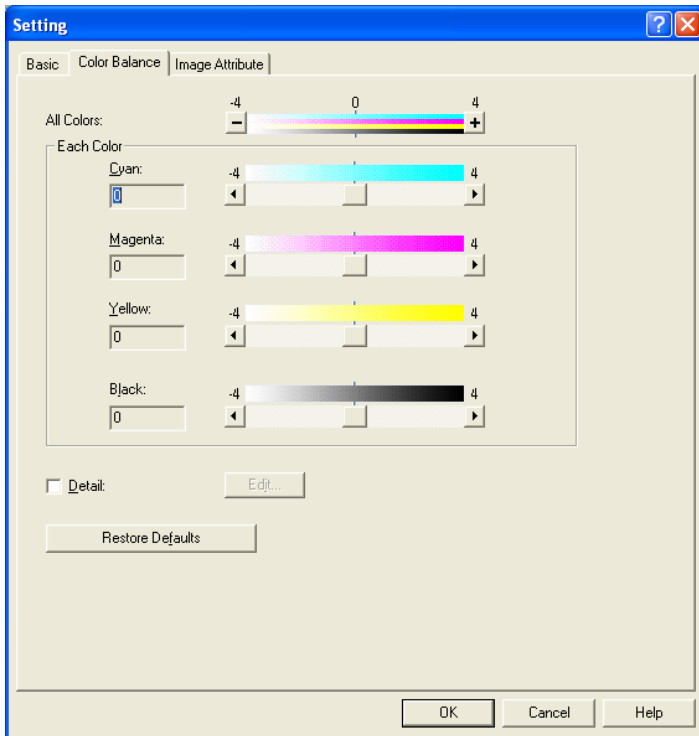 Setting
Basic Color Balance Image Attribute
-4 0 4
All Colors: - +
Each Color
Cyan: -4 4
0
Magenta: -4 4
0
Yellow: -4 4
0
Black: -4 4
0
Detail: Edit...
Restore Defaults
OK Cancel Help